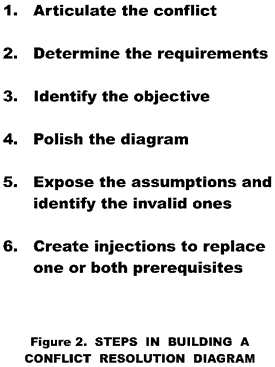 1. Articulate the conflict
2. Determine the requirements
3. Identify the objective
4. Polish the diagram
5. Expose the assumptions and
identify the invalid ones
6. Create injections to replace
one or both prerequisites
Figure 2. STEPS IN BUILDING A
CONFLICT RESOLUTION DIAGRAM